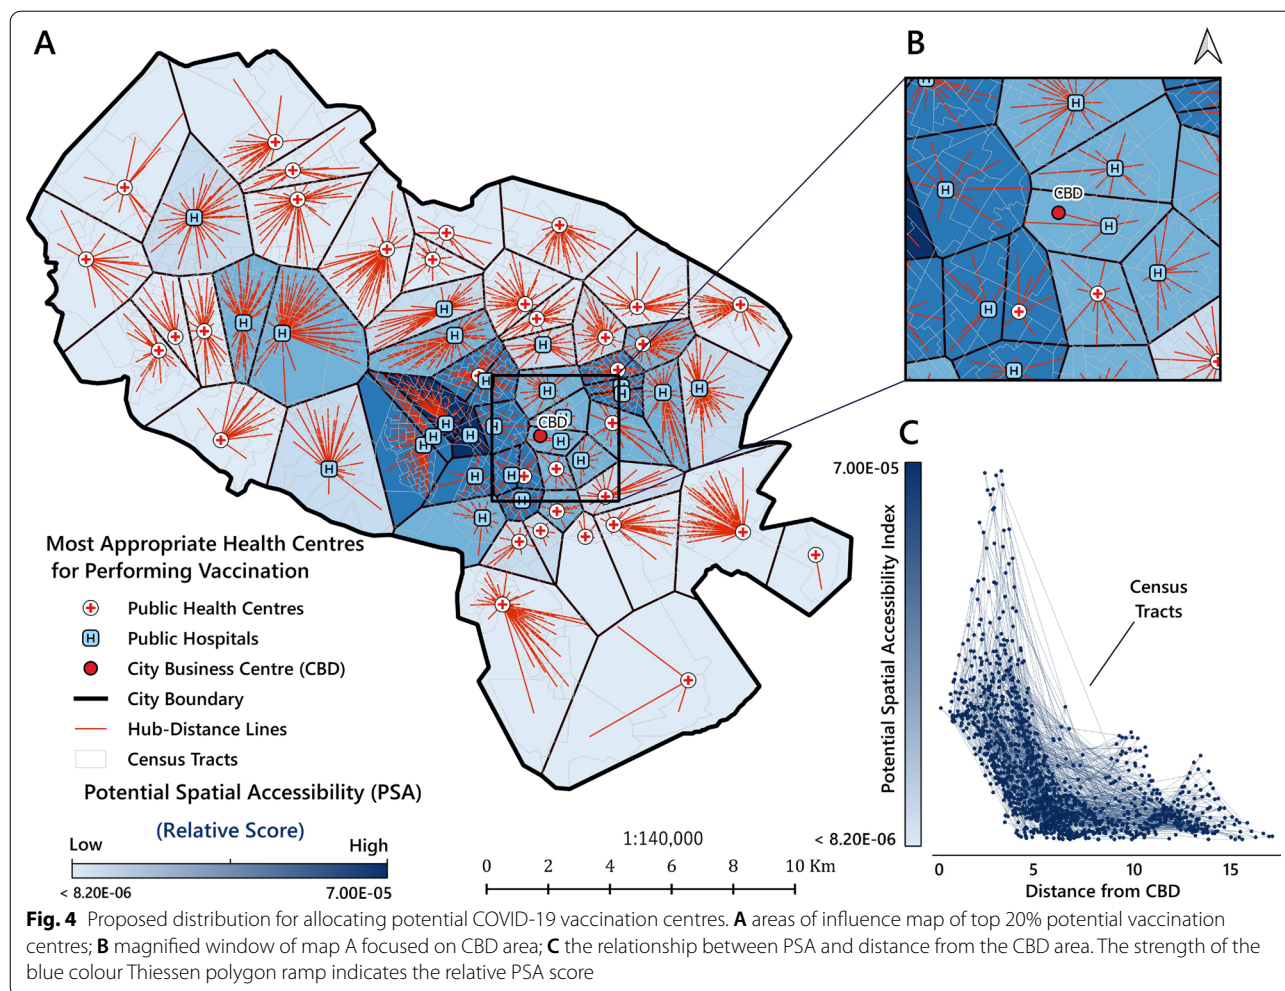 A
B
CBD
CBD
C
7.00E-05
Potential Spatial Accessibility Index
< 8.20E-06
Census
Tracts
0 5 10 15
Distance from CBD
Most Appropriate Health Centres
for Performing Vaccination
Public Health Centres
H Public Hospitals
City Business Centre (CBD)
City Boundary
Hub-Distance Lines
Census Tracts
Potential Spatial Accessibility (PSA)
(Relative Score)
Low High
< 8.20E-06 7.00E-05
1:140,000
0 2 4 6 8 10 Km
Fig. 4 Proposed distribution for allocating potential COVID-19 vaccination centres. A areas of influence map of top 20% potential vaccination
centres; B magnified window of map A focused on CBD area; C the relationship between PSA and distance from the CBD area. The strength of the
blue colour Thiessen polygon ramp indicates the relative PSA score